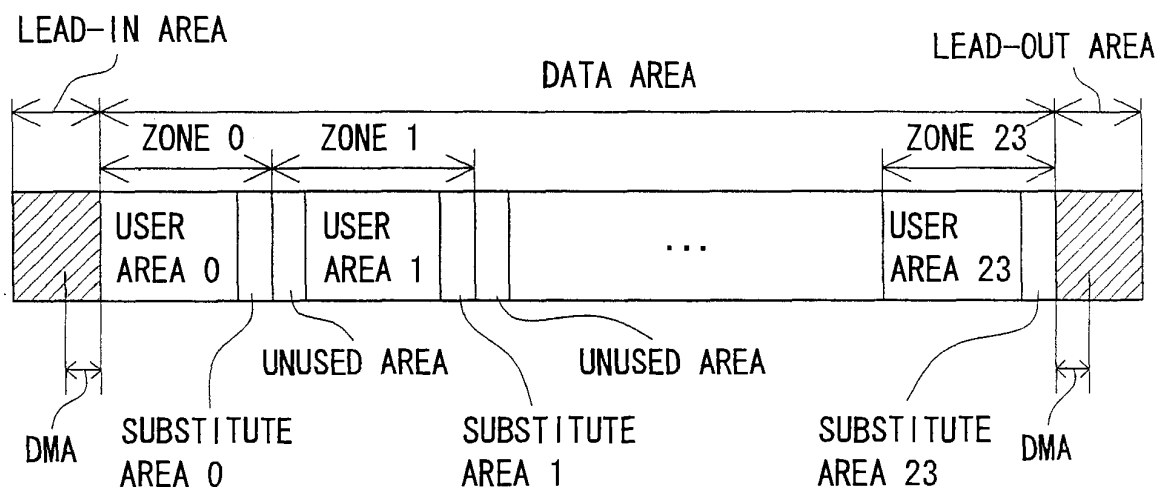 LEAD-IN AREA
LEAD-OUT AREA
DATA AREA
ZONE 0
ZONE 1
ZONE 23
USER
AREA 0
USER
AREA 1
...
USER
AREA 23
UNUSED AREA
UNUSED AREA
DMA
SUBSTITUTE
AREA 0
SUBSTITUTE
AREA 1
SUBSTITUTE
AREA 23
DMA